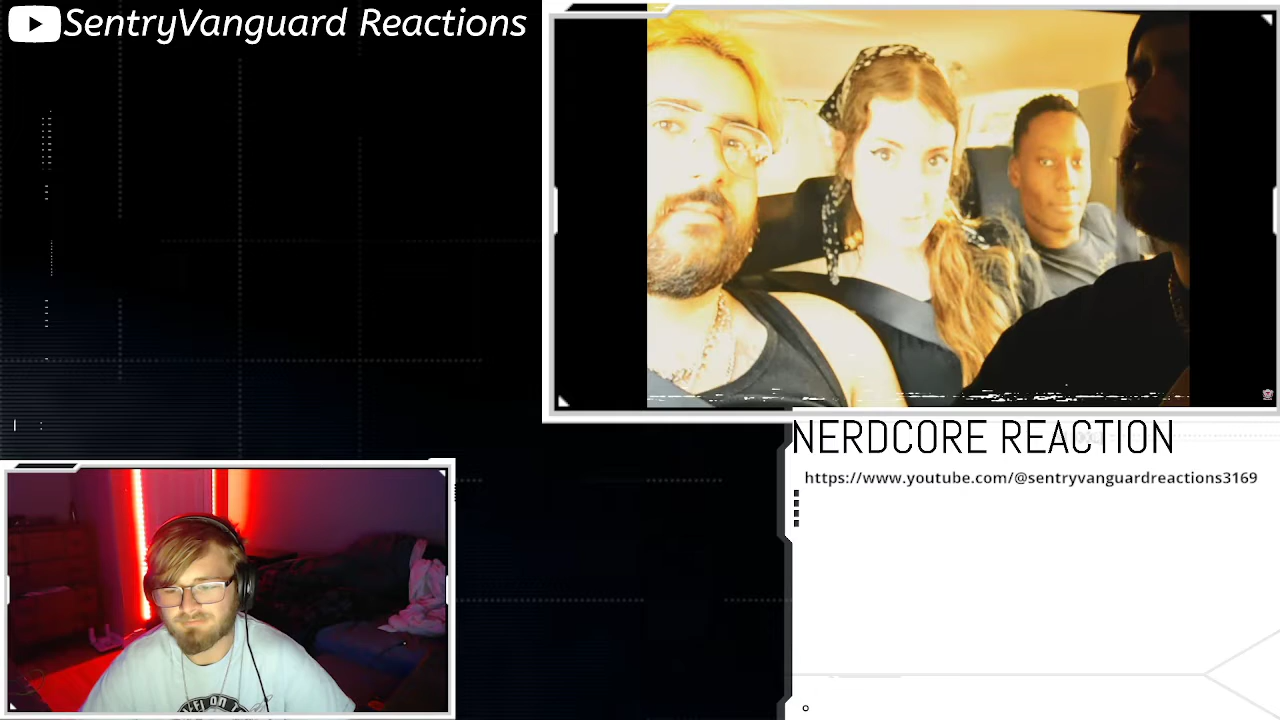 SentryVanguard Reactions
NERDCORE REACTION
https://www.youtube.com/@sentryvanguardreactions3169